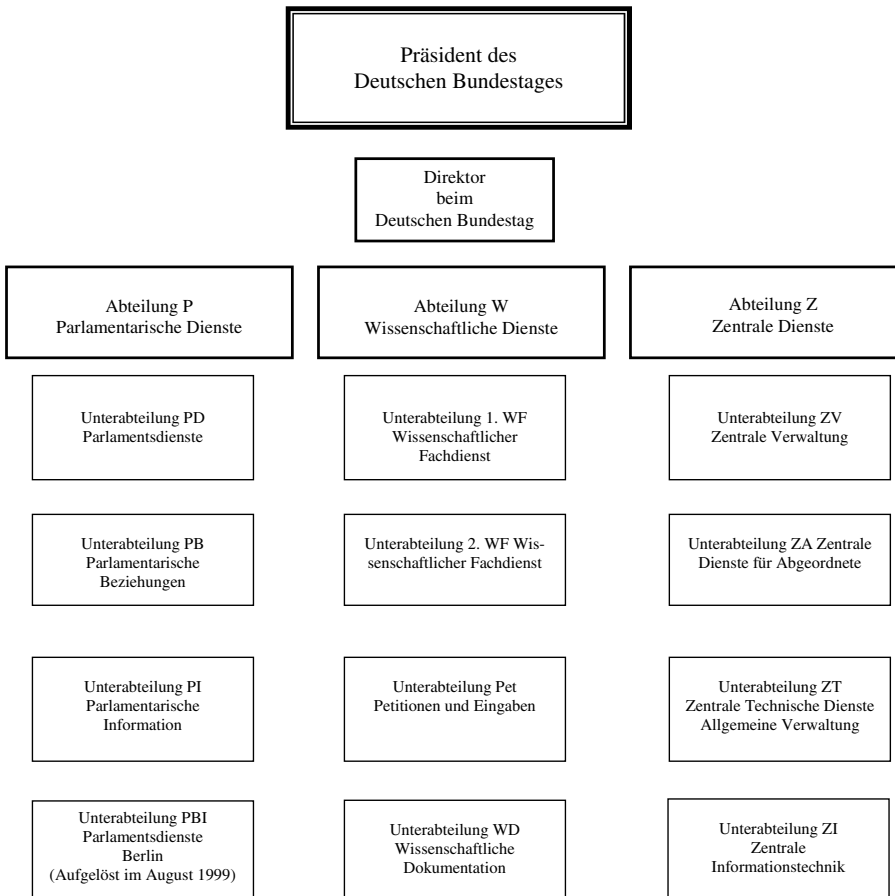 Präsident des
Deutschen Bundestages
Direktor
beim
Deutschen Bundestag
Abteilung P
Parlamentarische Dienste
Abteilung W
Wissenschaftliche Dienste
Abteilung Z
Zentrale Dienste
Unterabteilung PD
Parlamentsdienste
Unterabteilung 1. WF
Wissenschaftlicher
Fachdienst
Unterabteilung ZV
Zentrale Verwaltung
Unterabteilung PB
Parlamentarische
Beziehungen
Unterabteilung 2. WF Wis-
senschaftlicher Fachdienst
Unterabteilung ZA Zentrale
Dienste für Abgeordnete
Unterabteilung PI
Parlamentarische
Information
Unterabteilung Pet
Petitionen und Eingaben
Unterabteilung ZT
Zentrale Technische Dienste
Allgemeine Verwaltung
Unterabteilung PBI
Parlamentsdienste
Berlin
(Aufgelöst im August 1999)
Unterabteilung WD
Wissenschaftliche
Dokumentation
Unterabteilung ZI
Zentrale
Informationstechnik